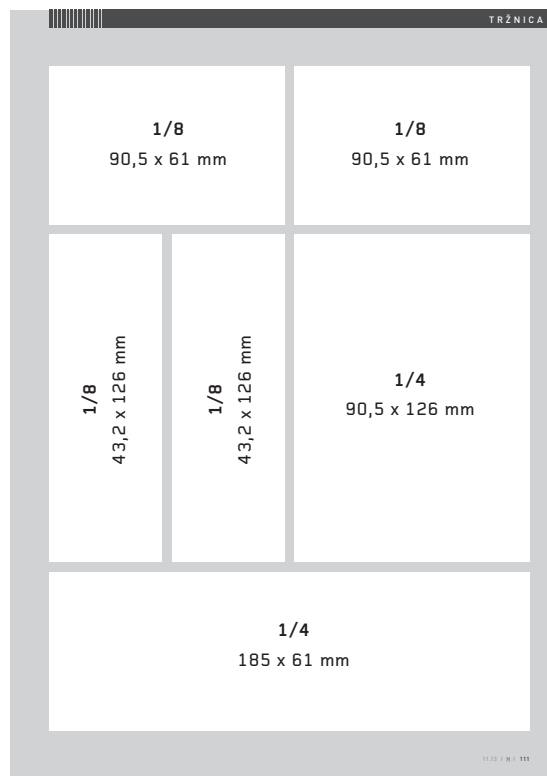 TRŽNICA
1/8
90,5 x 61 mm
1/8
90,5 x 61 mm
1/8
43,2 x 126 mm
1/8
43,2 x 126 mm
1/4
90,5 x 126 mm
1/4
185 x 61 mm
111